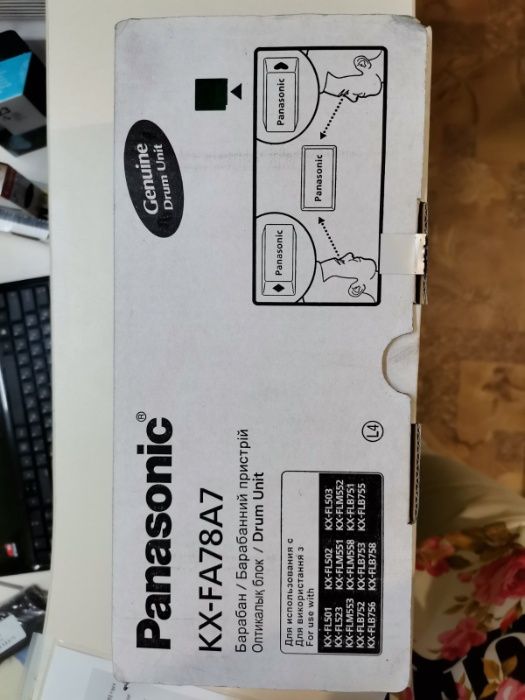 Panasonic®
KX-FA78A7
Барабан / Барабанний пристрій
Оптикалық блок / Drum Unit
Genuine
Drum Unit
Panasonic
Panasonic
Panasonic
Для использования с
Для використання з
For use with
KX-FL501 KX-FL502 KX-FL503
KX-FL523 KX-FLM551 KX-FLM552
KX-FLM553 KX-FLM558 KX-FLB751
KX-FLB752 KX-FLB753 KX-FLB755
KX-FLB756 KX-FLB758
L4